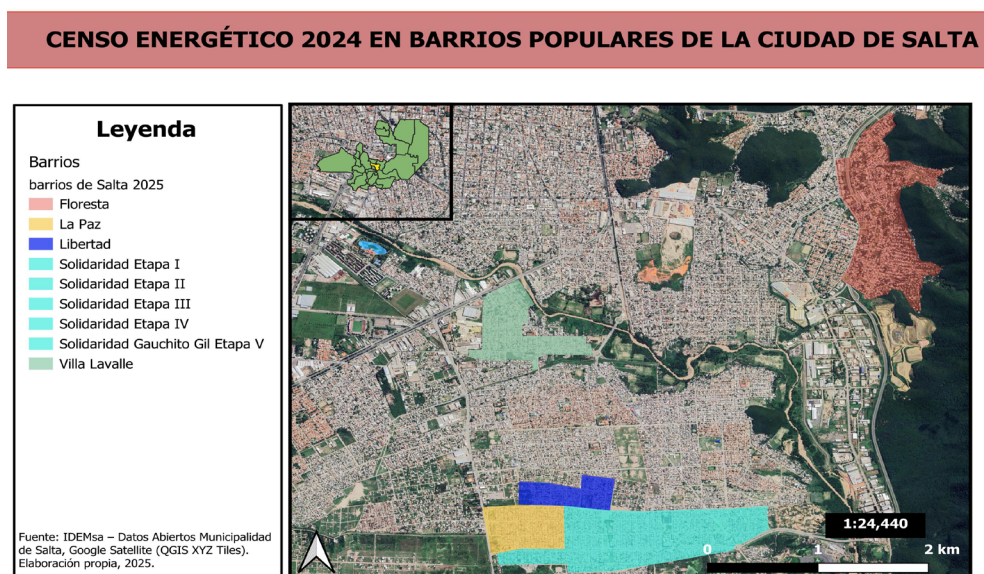 CENSO ENERGÉTICO 2024 EN BARRIOS POPULARES DE LA CIUDAD DE SALTA
Leyenda
Barrios
barrios de Salta 2025
Floresta
La Paz
Libertad
Solidaridad Etapa I
Solidaridad Etapa II
Solidaridad Etapa III
Solidaridad Etapa IV
Solidaridad Gauchito Gil Etapa V
Villa Lavalle
Fuente: IDEMsa – Datos Abiertos Municipalidad
de Salta, Google Satellite (QGIS XYZ Tiles).
Elaboración propia, 2025.
1:24,440
0 1 2 km